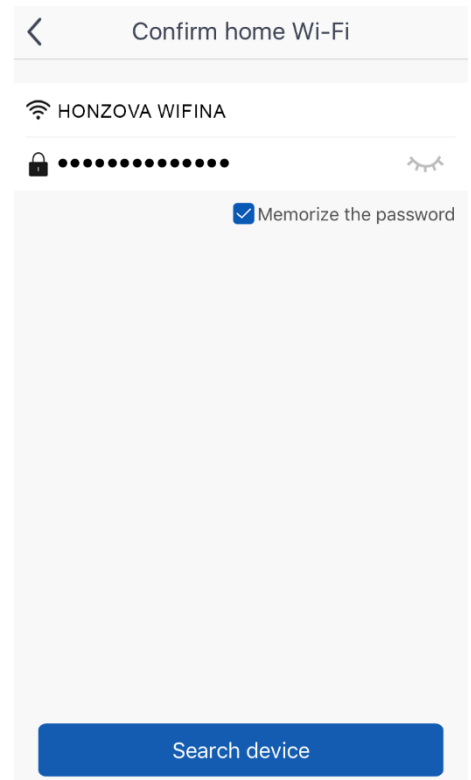 Confirm home Wi-Fi
HONZOVA WIFINA
••••••••••••••
Memorize the password
Search device